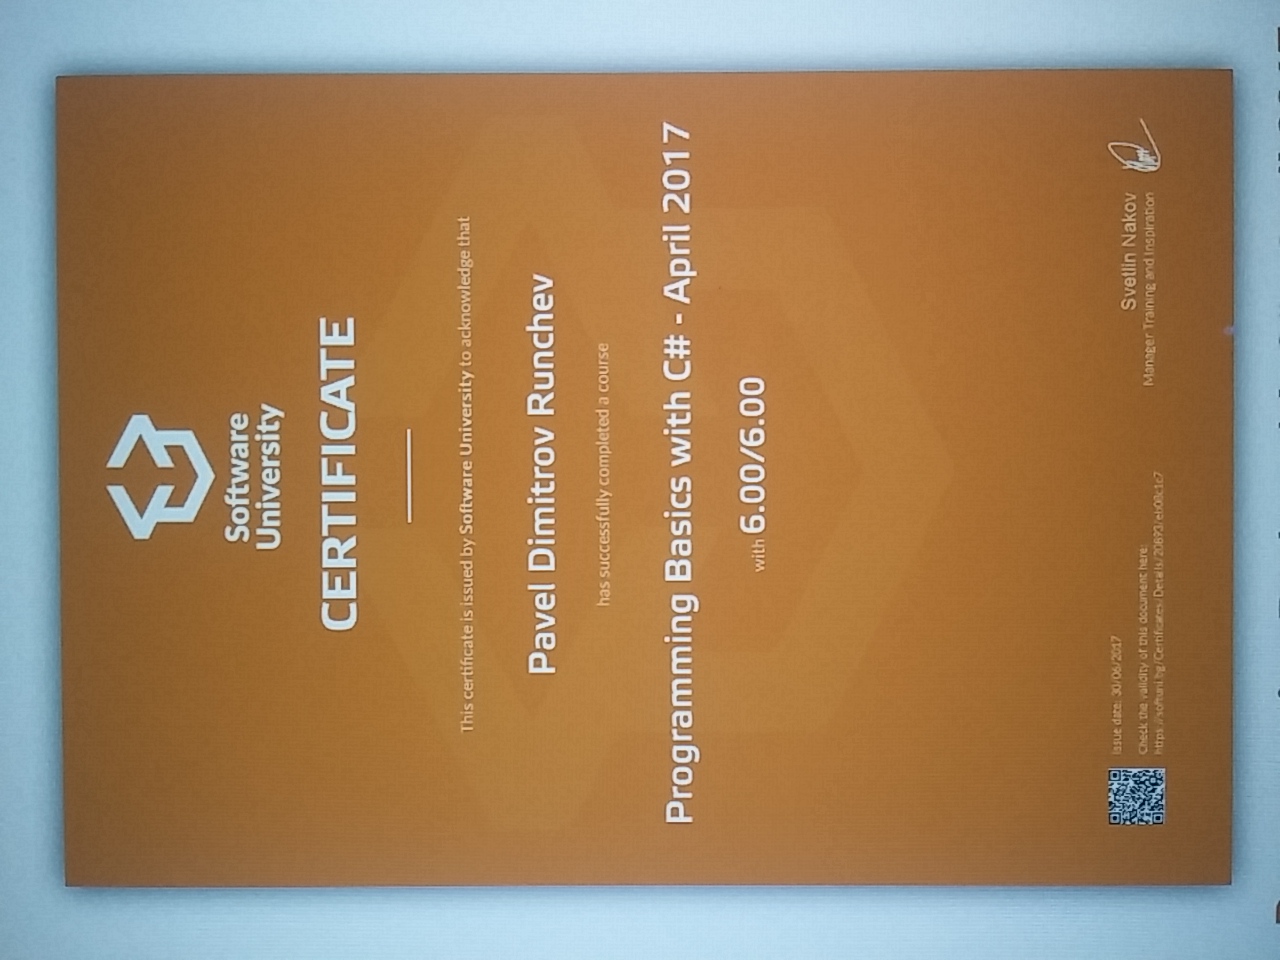 Software
University
CERTIFICATE
This certificate is issued by Software University to acknowledge that
Pavel Dimitrov Runchev
has successfully completed a course
Programming Basics with C# - April 2017
with 6.00/6.00
Issue date: 30/06/2017
Check the validity of this document here:
https://softuni.bg/Certificates/Details/20893/eb08c1c7
Svetlin Nakov
Manager Training and Inspiration